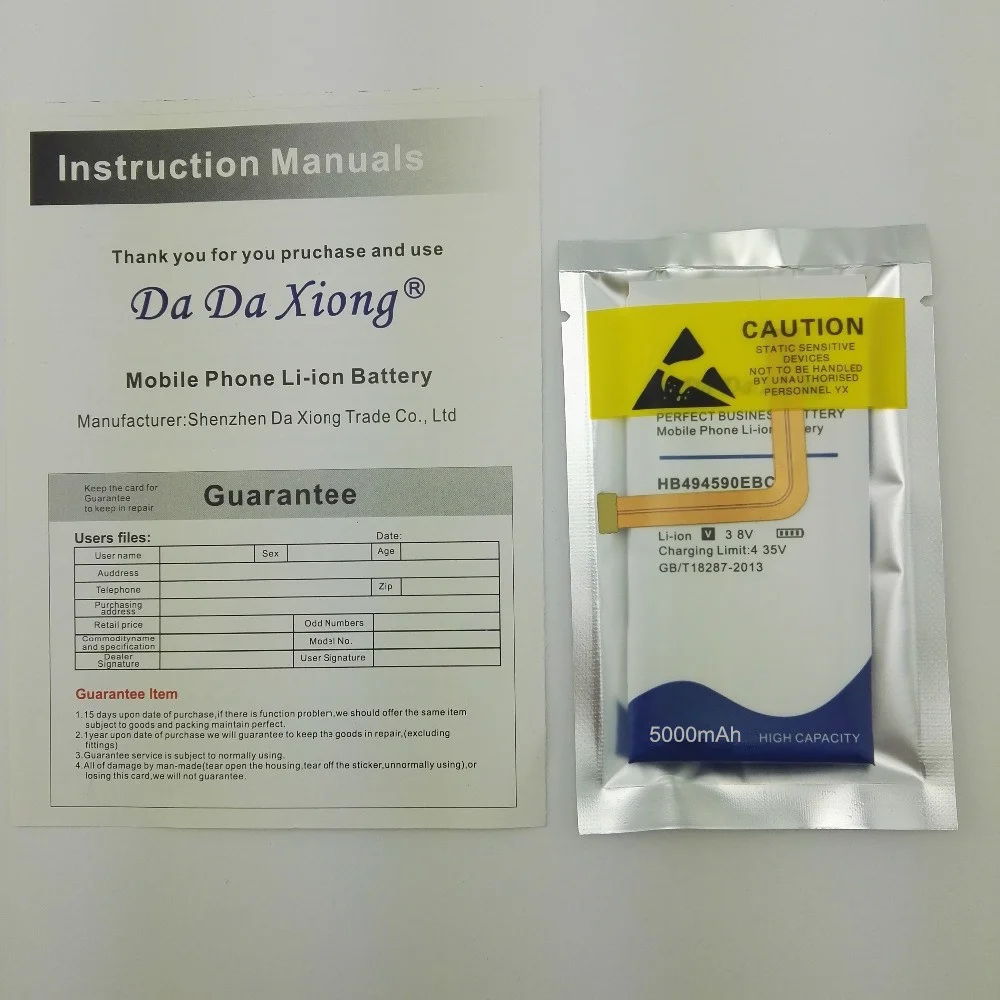 Instruction Manuals
Thank you for you pruchase and use
Da Da Xiong®
Mobile Phone Li-ion Battery
Manufacturer:Shenzhen Da Xiong Trade Co., Ltd
Keep the card for
Guarantee
to keep in repair
Guarantee
Users files:
Date:
User name
Sex
Age
Auddress
Telephone
Zip
Purchasing
address
Retail price
Odd Numbers
Commodityname
and specification
Model No.
Dealer
Signature
User Signature
Guarantee Item
1.15 days upon date of purchase,if there is function problem,we should offer the same item
subject to goods and packing maintain perfect.
2.1year upon date of purchase we will guarantee to keep the goods in repair,(excluding
fittings)
3.Guarantee service is subject to normally using.
4.All of damage by man-made(tear open the housing,tear off the sticker,unnormally using),or
losing this card,we will not guarantee.
CAUTION
STATIC SENSITIVE
DEVICES
NOT TO BE HANDLED
BY UNAUTHORISED
PERSONNEL YX
PERFECT BUSINESS BATTERY
Mobile Phone Li-ion Battery
HB494590EBC
Li-ion V 3 8V
Charging Limit:4 35V
GB/T18287-2013
5000mAh HIGH CAPACITY